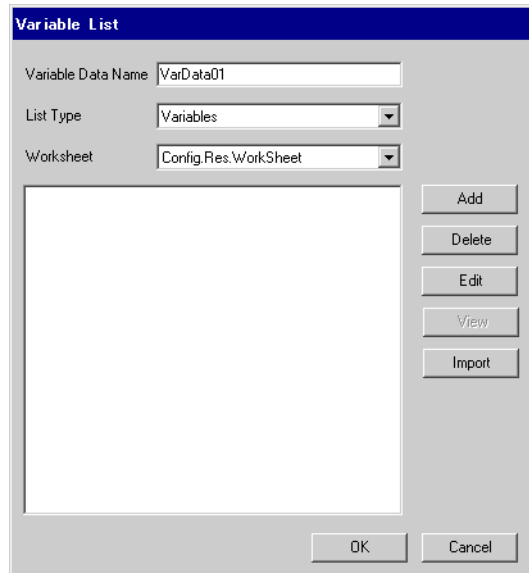 Variable List
Variable Data Name VarData01
List Type Variables
Worksheet Config.Res.WorkSheet
Add
Delete
Edit
View
Import
OK Cancel